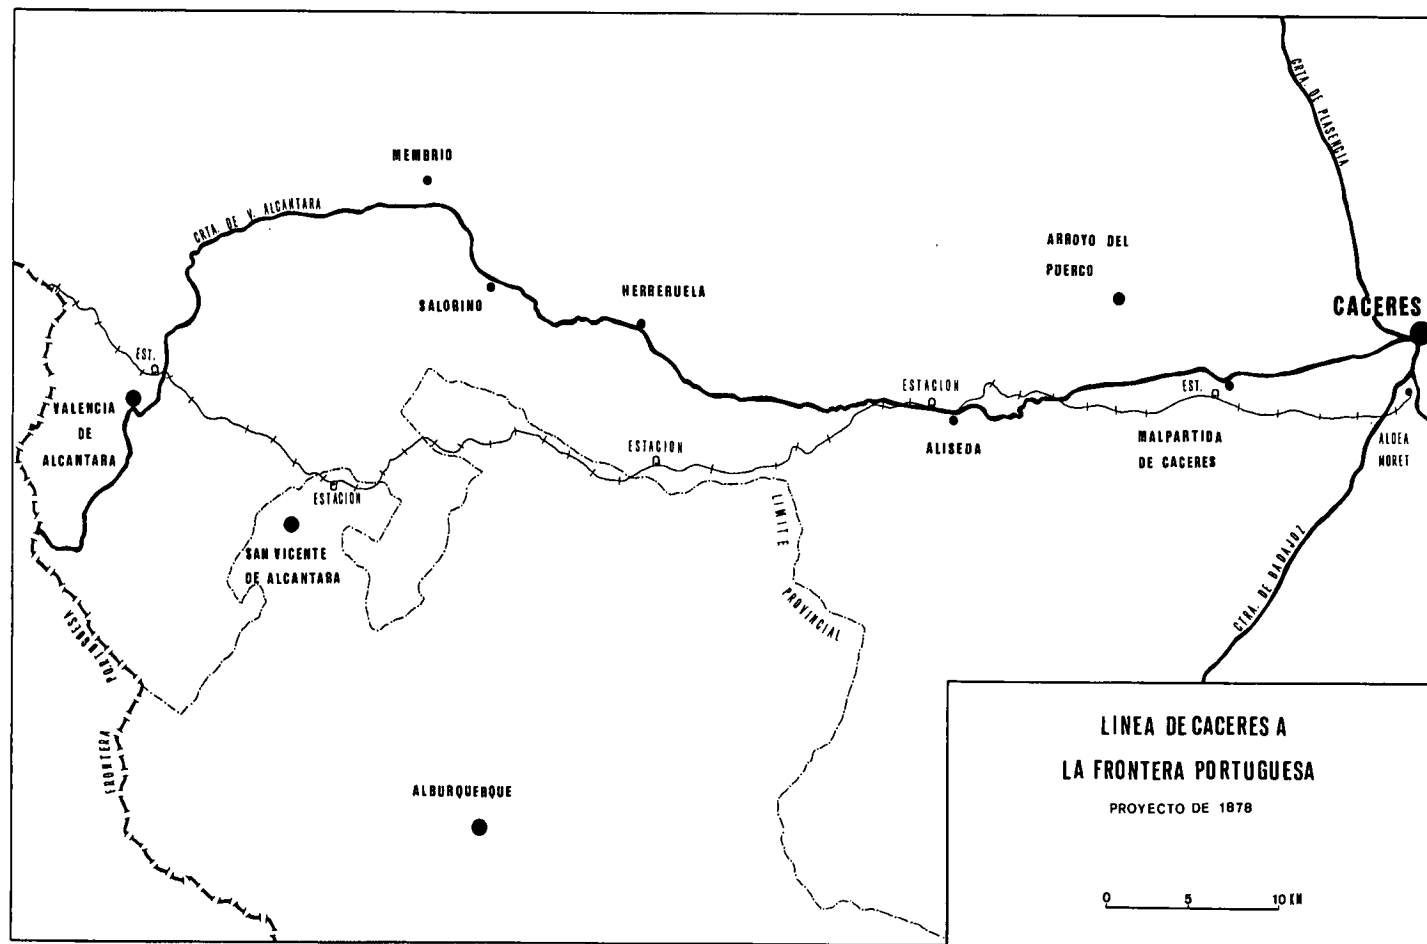 CRTA. DE PLASENCIA
MEMBRIO
CRTA. DE V. ALCANTARA
ARROYO DEL
PUERCO
SALORINO
HERRERUELA
CACERES
EST.
VALENCIA
DE
ALCANTARA
ESTACION
EST.
ALISEDA
MALPARTIDA
DE CACERES
ALDEA
MORET
ESTACION
ESTACION
LIMITE
PROVINCIAL
SAN VICENTE
DE ALCANTARA
CTRA. DE BADAJOZ
FRONTERA
PORTUGUESA
ALBURQUERQUE
LINEA DE CACERES A
LA FRONTERA PORTUGUESA
PROYECTO DE 1878
0 5 10 KM